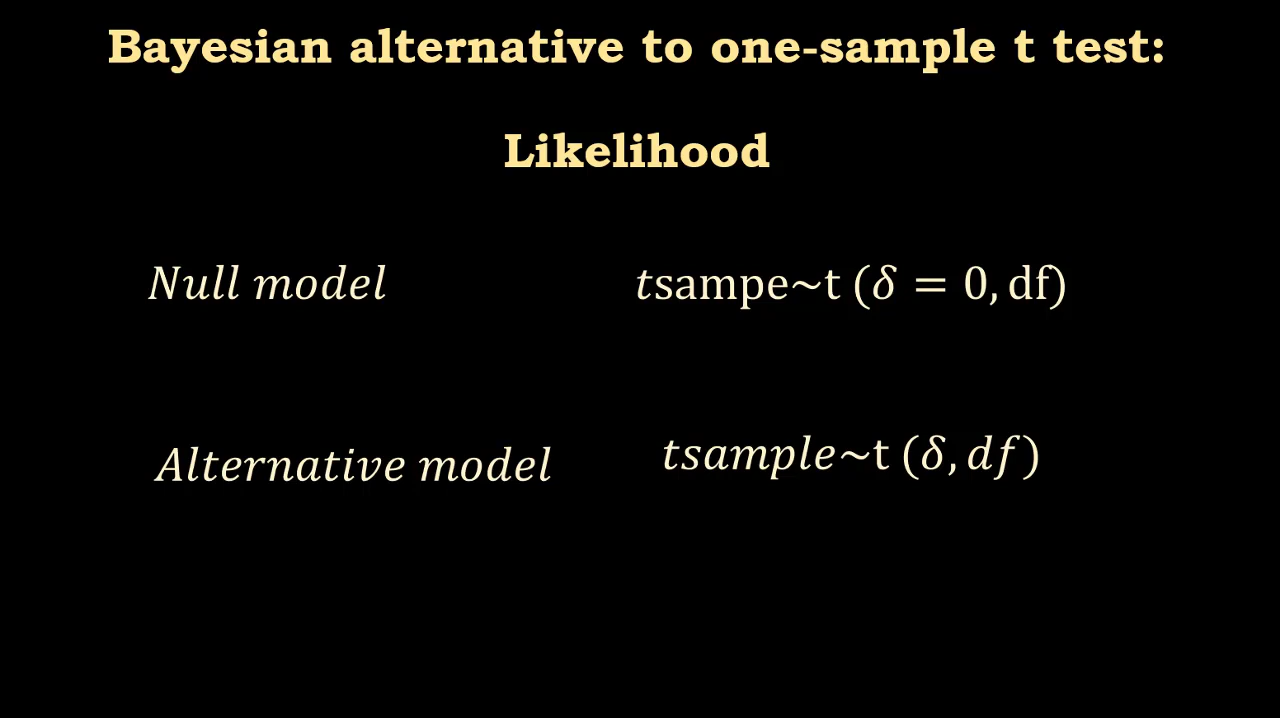 Bayesian alternative to one-sample t test:
Likelihood
Null model
tsampe~t (δ = 0, df)
Alternative model
tsample~t (δ, df)